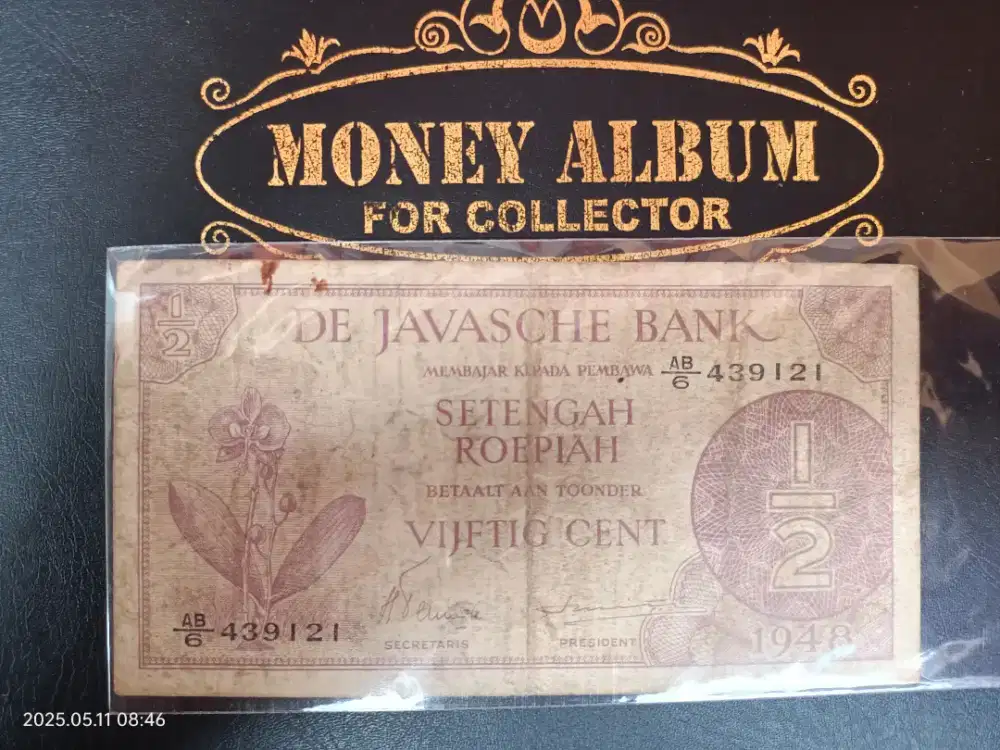 MONEY ALBUM
FOR COLLECTOR
1/2
DE JAVASCHE BANK
MEMBAJAR KEPADA PEMBAWA
AB/6 439121
SETENGAH
ROEPIAH
BETAALT AAN TOONDER
VIJFTIG CENT
1/2
AB/6 439121
SECRETARIS
PRESIDENT
1948
2025.05.11 08:46